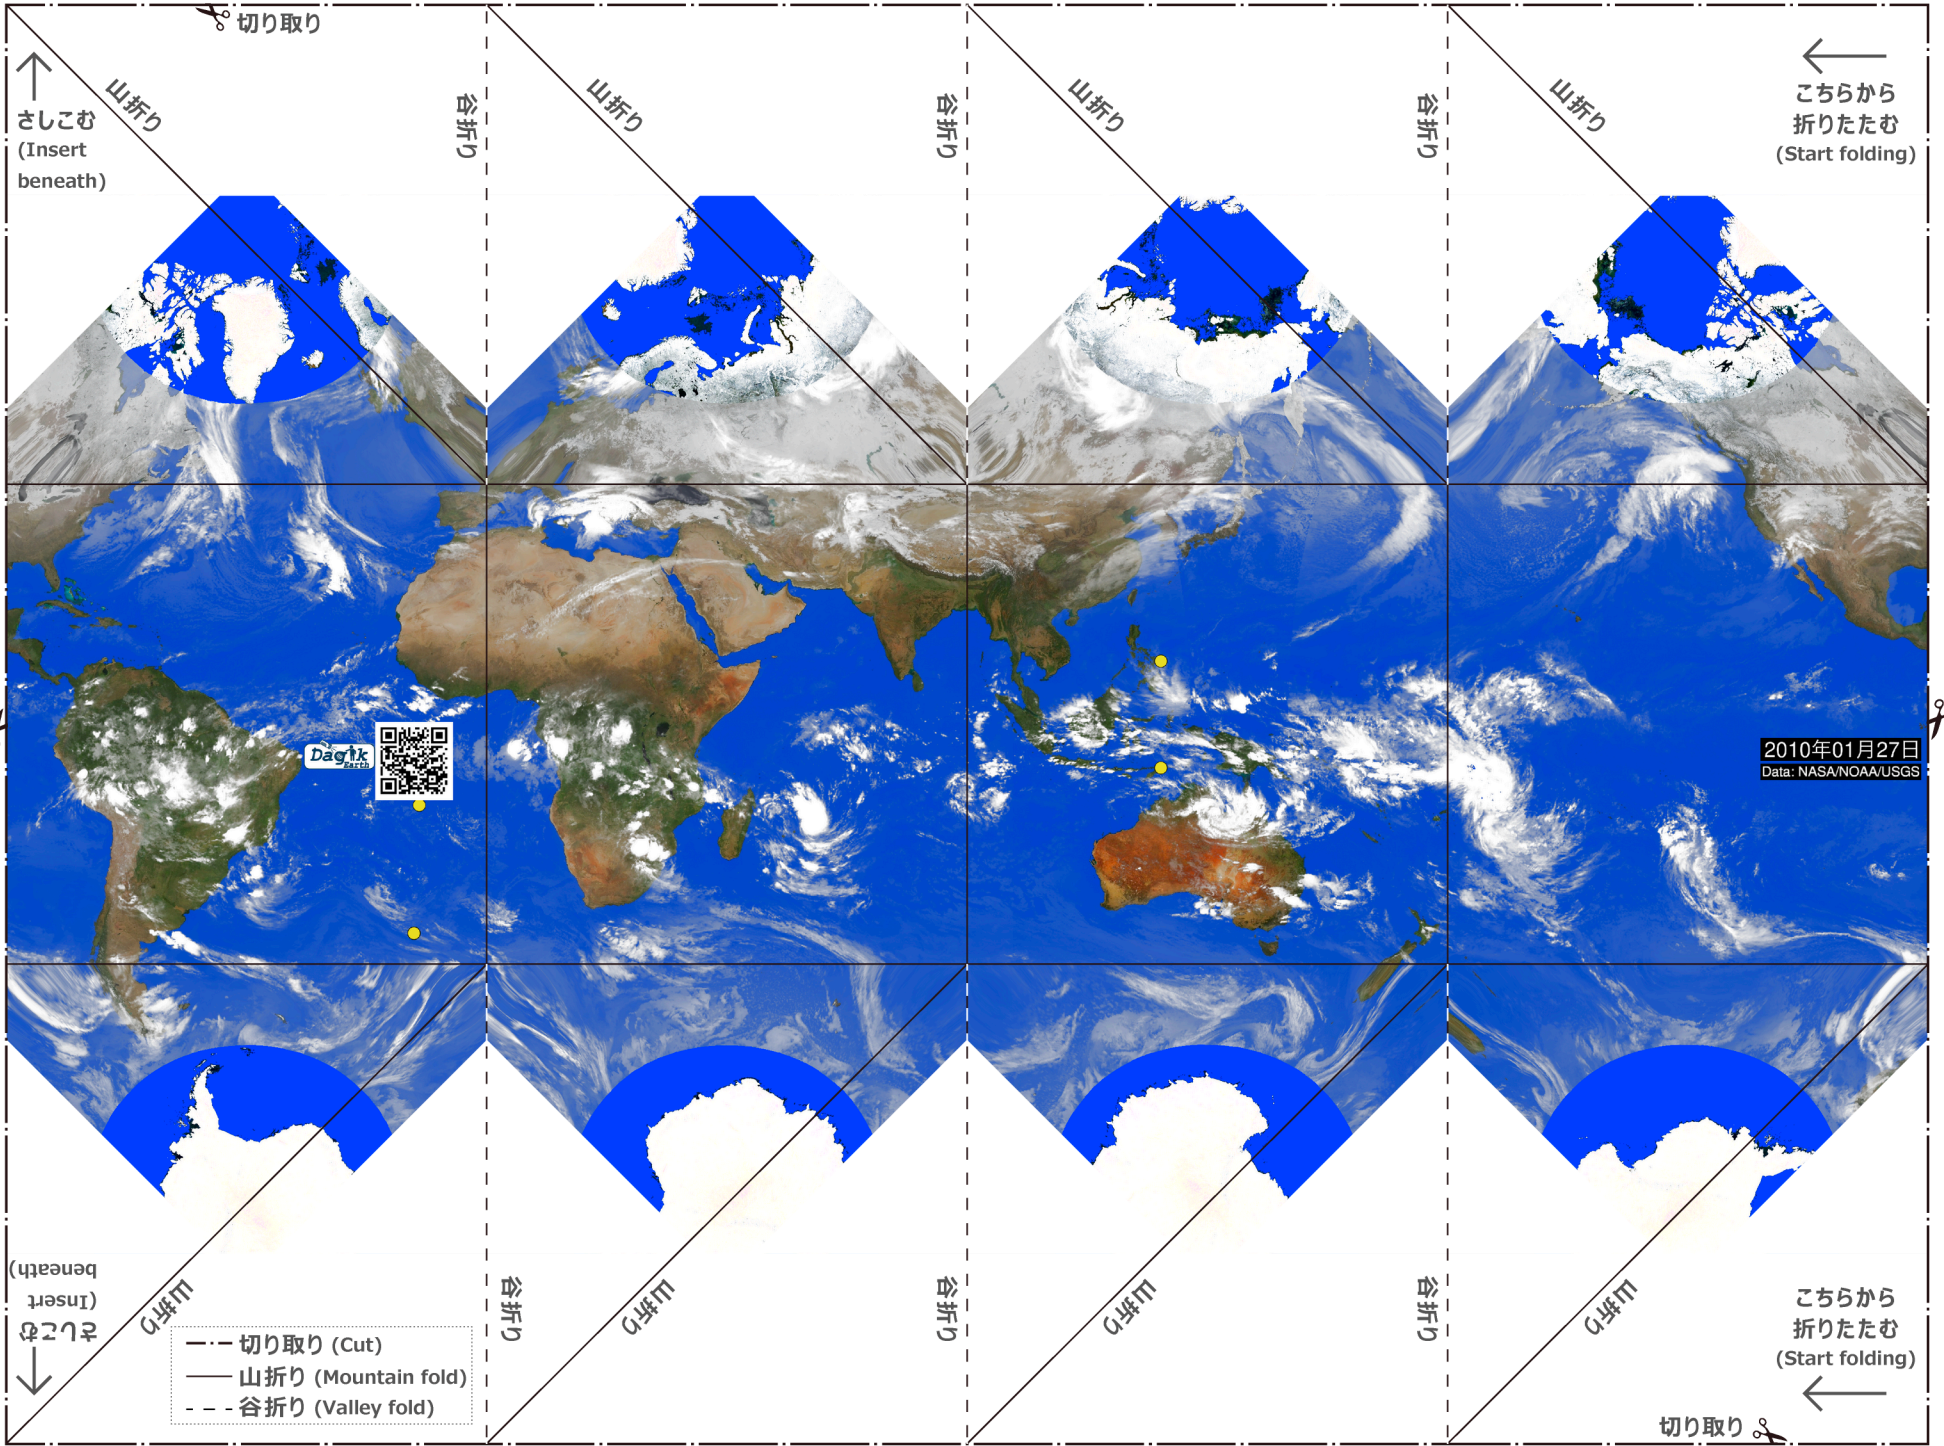 切り取り
山折り
谷折り
山折り
谷折り
山折り
谷折り
山折り
こちらから
折りたたむ
(Start folding)
さしこむ
(Insert
beneath)
Dagik
Earth
2010年01月27日
Data: NASA/NOAA/USGS
さしこむ
(Insert
beneath)
山折り
谷折り
山折り
谷折り
山折り
谷折り
山折り
こちらから
折りたたむ
(Start folding)
切り取り (Cut)
山折り (Mountain fold)
谷折り (Valley fold)
切り取り